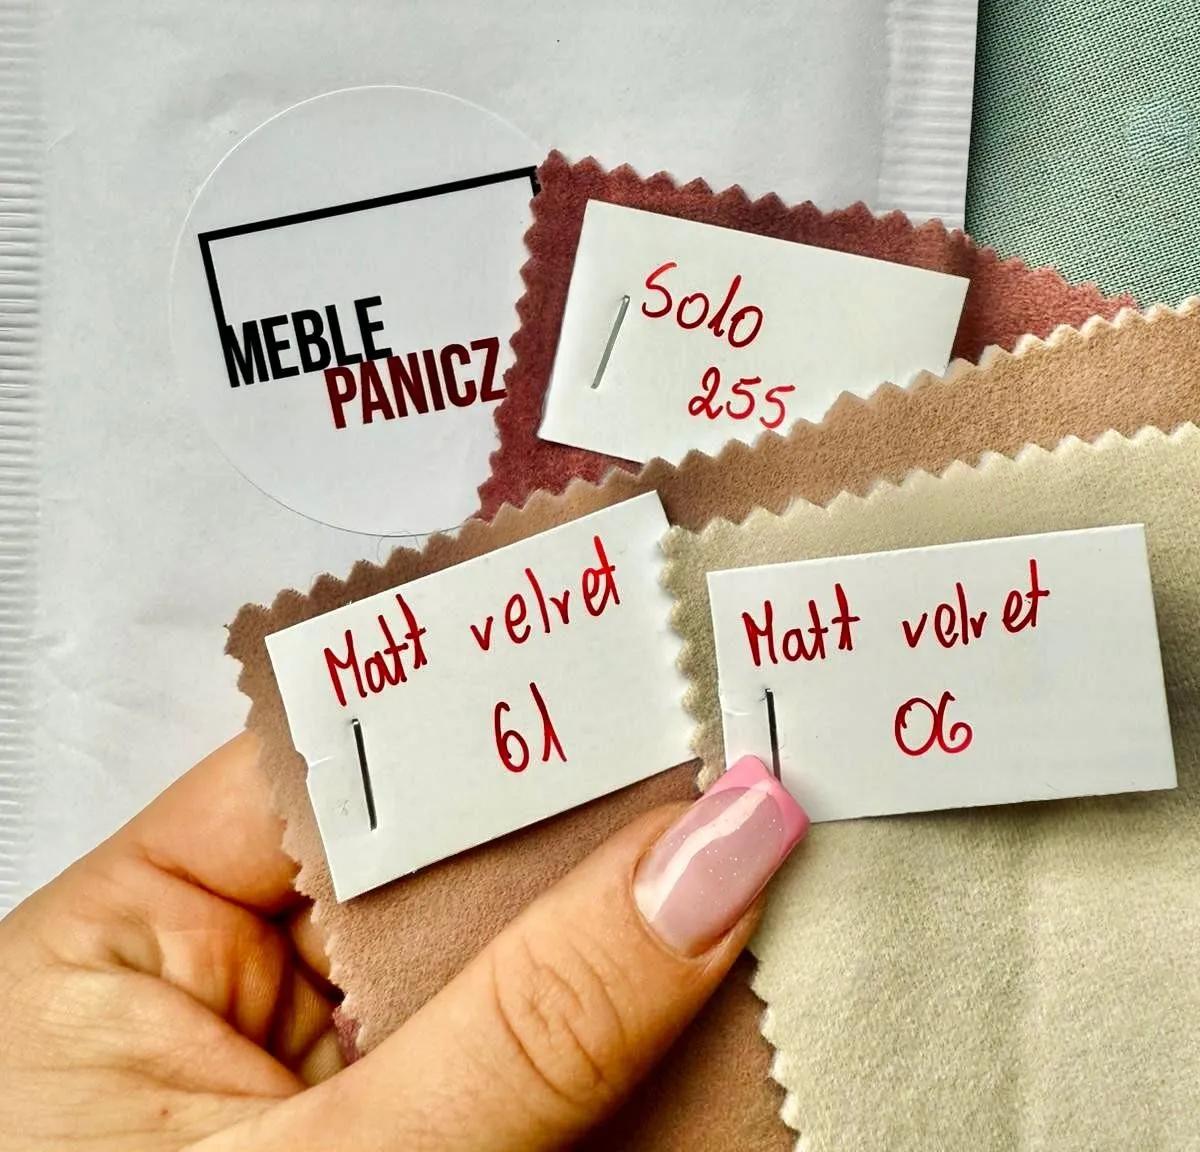 MEBLE
PANICZ
Solo
255
Matt velvet
61
Matt velvet
06